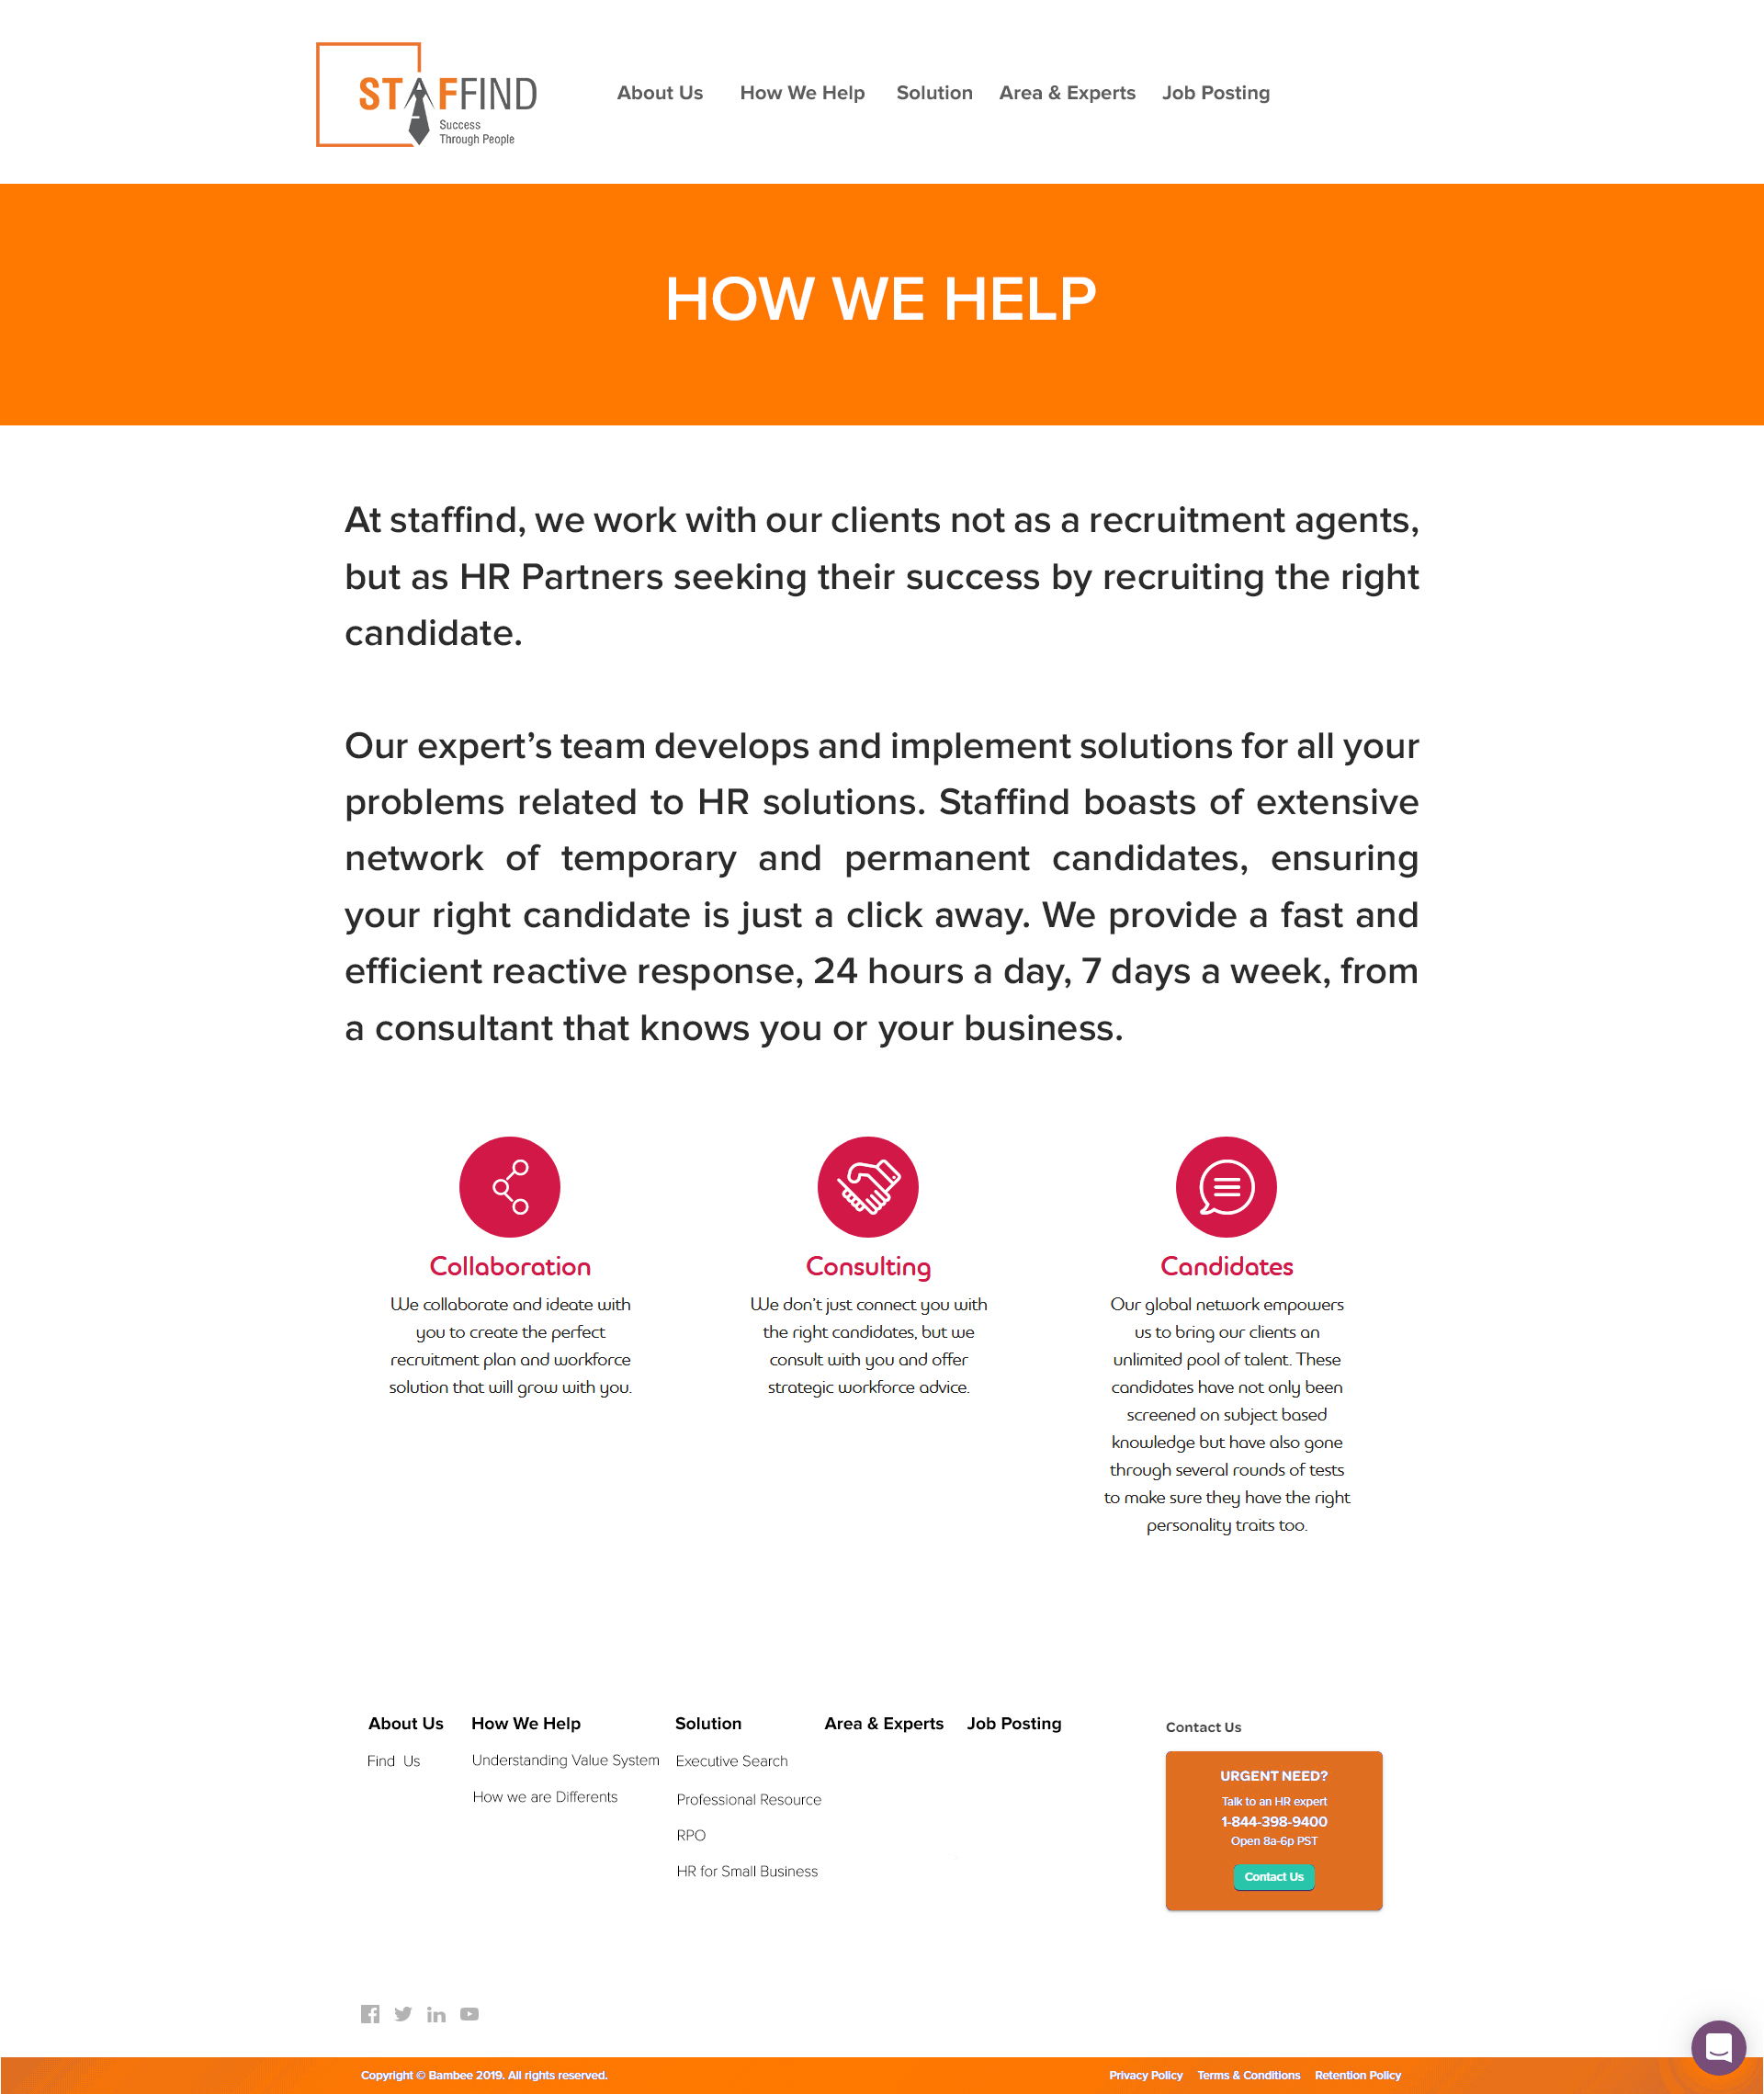 STAFFIND
Success
Through People
About Us How We Help Solution Area & Experts Job Posting
HOW WE HELP
At staffind, we work with our clients not as a recruitment agents,
but as HR Partners seeking their success by recruiting the right
candidate.
Our expert’s team develops and implement solutions for all your
problems related to HR solutions. Staffind boasts of extensive
network of temporary and permanent candidates, ensuring
your right candidate is just a click away. We provide a fast and
efficient reactive response, 24 hours a day, 7 days a week, from
a consultant that knows you or your business.
Collaboration
We collaborate and ideate with
you to create the perfect
recruitment plan and workforce
solution that will grow with you.
Consulting
We don't just connect you with
the right candidates, but we
consult with you and offer
strategic workforce advice.
Candidates
Our global network empowers
us to bring our clients an
unlimited pool of talent. These
candidates have not only been
screened on subject based
knowledge but have also gone
through several rounds of tests
to make sure they have the right
personality traits too.
About Us
Find Us
How We Help
Understanding Value System
How we are Differents
Solution
Executive Search
Professional Resource
RPO
HR for Small Business
Area & Experts
Job Posting
Contact Us
URGENT NEED?
Talk to an HR expert
1-844-398-9400
Open 8a-6p PST
Contact Us
Copyright © Bambee 2019. All rights reserved.
Privacy Policy Terms & Conditions Retention Policy